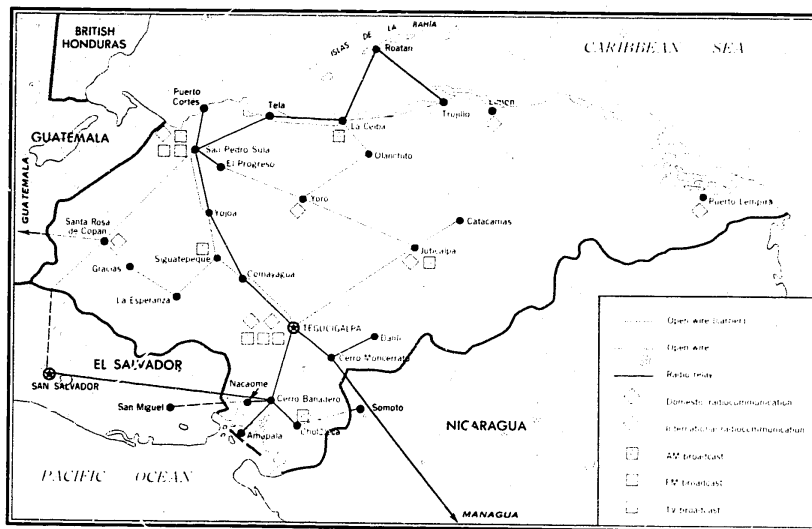 BRITISH
HONDURAS
ISLAS DE LA BAHÍA
Roatan
CARIBBEAN SEA
Puerto
Cortes
Tela
La Ceiba
Trujillo
Limon
GUATEMALA
San Pedro Sula
El Progreso
Olanchito
Yoro
Puerto Lempira
GUATEMALA
Santa Rosa
de Copan
Yojoa
Catacamas
Gracias
Siguatepeque
Juticalpa
La Esperanza
Comayagua
TEGUCIGALPA
Danli
Cerro Moncerrato
EL SALVADOR
SAN SALVADOR
Nacaome
Cerro Banadero
San Miguel
Somoto
Amapala
Choluteca
NICARAGUA
PACIFIC OCEAN
MANAGUA
Open wire (carrier)
Open wire
Radio relay
Domestic radiocommunication
International radiocommunication
AM broadcast
FM broadcast
TV broadcast